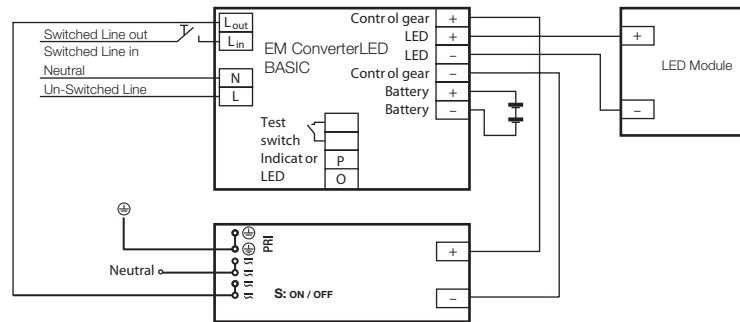 Switched Line out
Switched Line in
Neutral
Un-Switched Line
Lout
Lin
N
L
EM ConverterLED
BASIC
Control gear +
LED +
LED –
Control gear –
Battery +
Battery –
Test
switch
Indicator
LED
P
O
+
–
LED Module
Neutral
PRI
S: ON / OFF
+
–